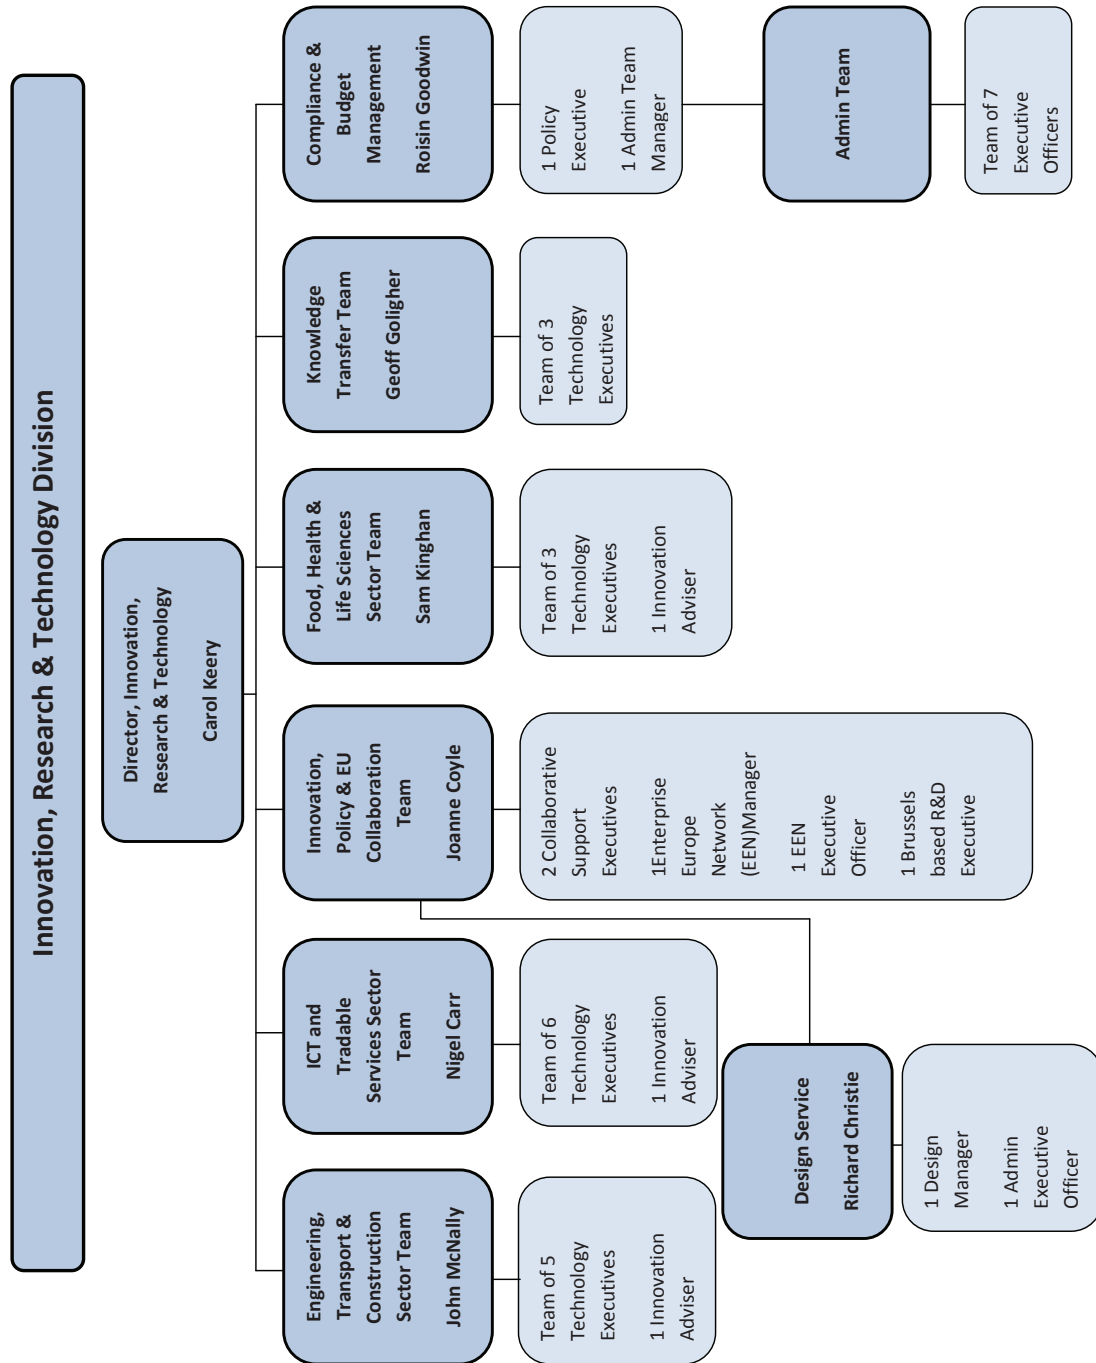 Innovation, Research & Technology Division
Director, Innovation,
Research & Technology
Carol Keery
Engineering,
Transport &
Construction
Sector Team
John McNally
Team of 5
Technology
Executives
1 Innovation
Adviser
ICT and
Tradable
Services Sector
Team
Nigel Carr
Team of 6
Technology
Executives
1 Innovation
Adviser
Innovation,
Policy & EU
Collaboration
Team
Joanne Coyle
2 Collaborative
Support
Executives
1Enterprise
Europe
Network
(EEN)Manager
1 EEN
Executive
Officer
1 Brussels
based R&D
Executive
Design Service
Richard Christie
1 Design
Manager
1 Admin
Executive
Officer
Food, Health &
Life Sciences
Sector Team
Sam Kinghan
Team of 3
Technology
Executives
1 Innovation
Adviser
Knowledge
Transfer Team
Geoff Goligher
Team of 3
Technology
Executives
Compliance &
Budget
Management
Roisin Goodwin
1 Policy
Executive
1 Admin Team
Manager
Admin Team
Team of 7
Executive
Officers